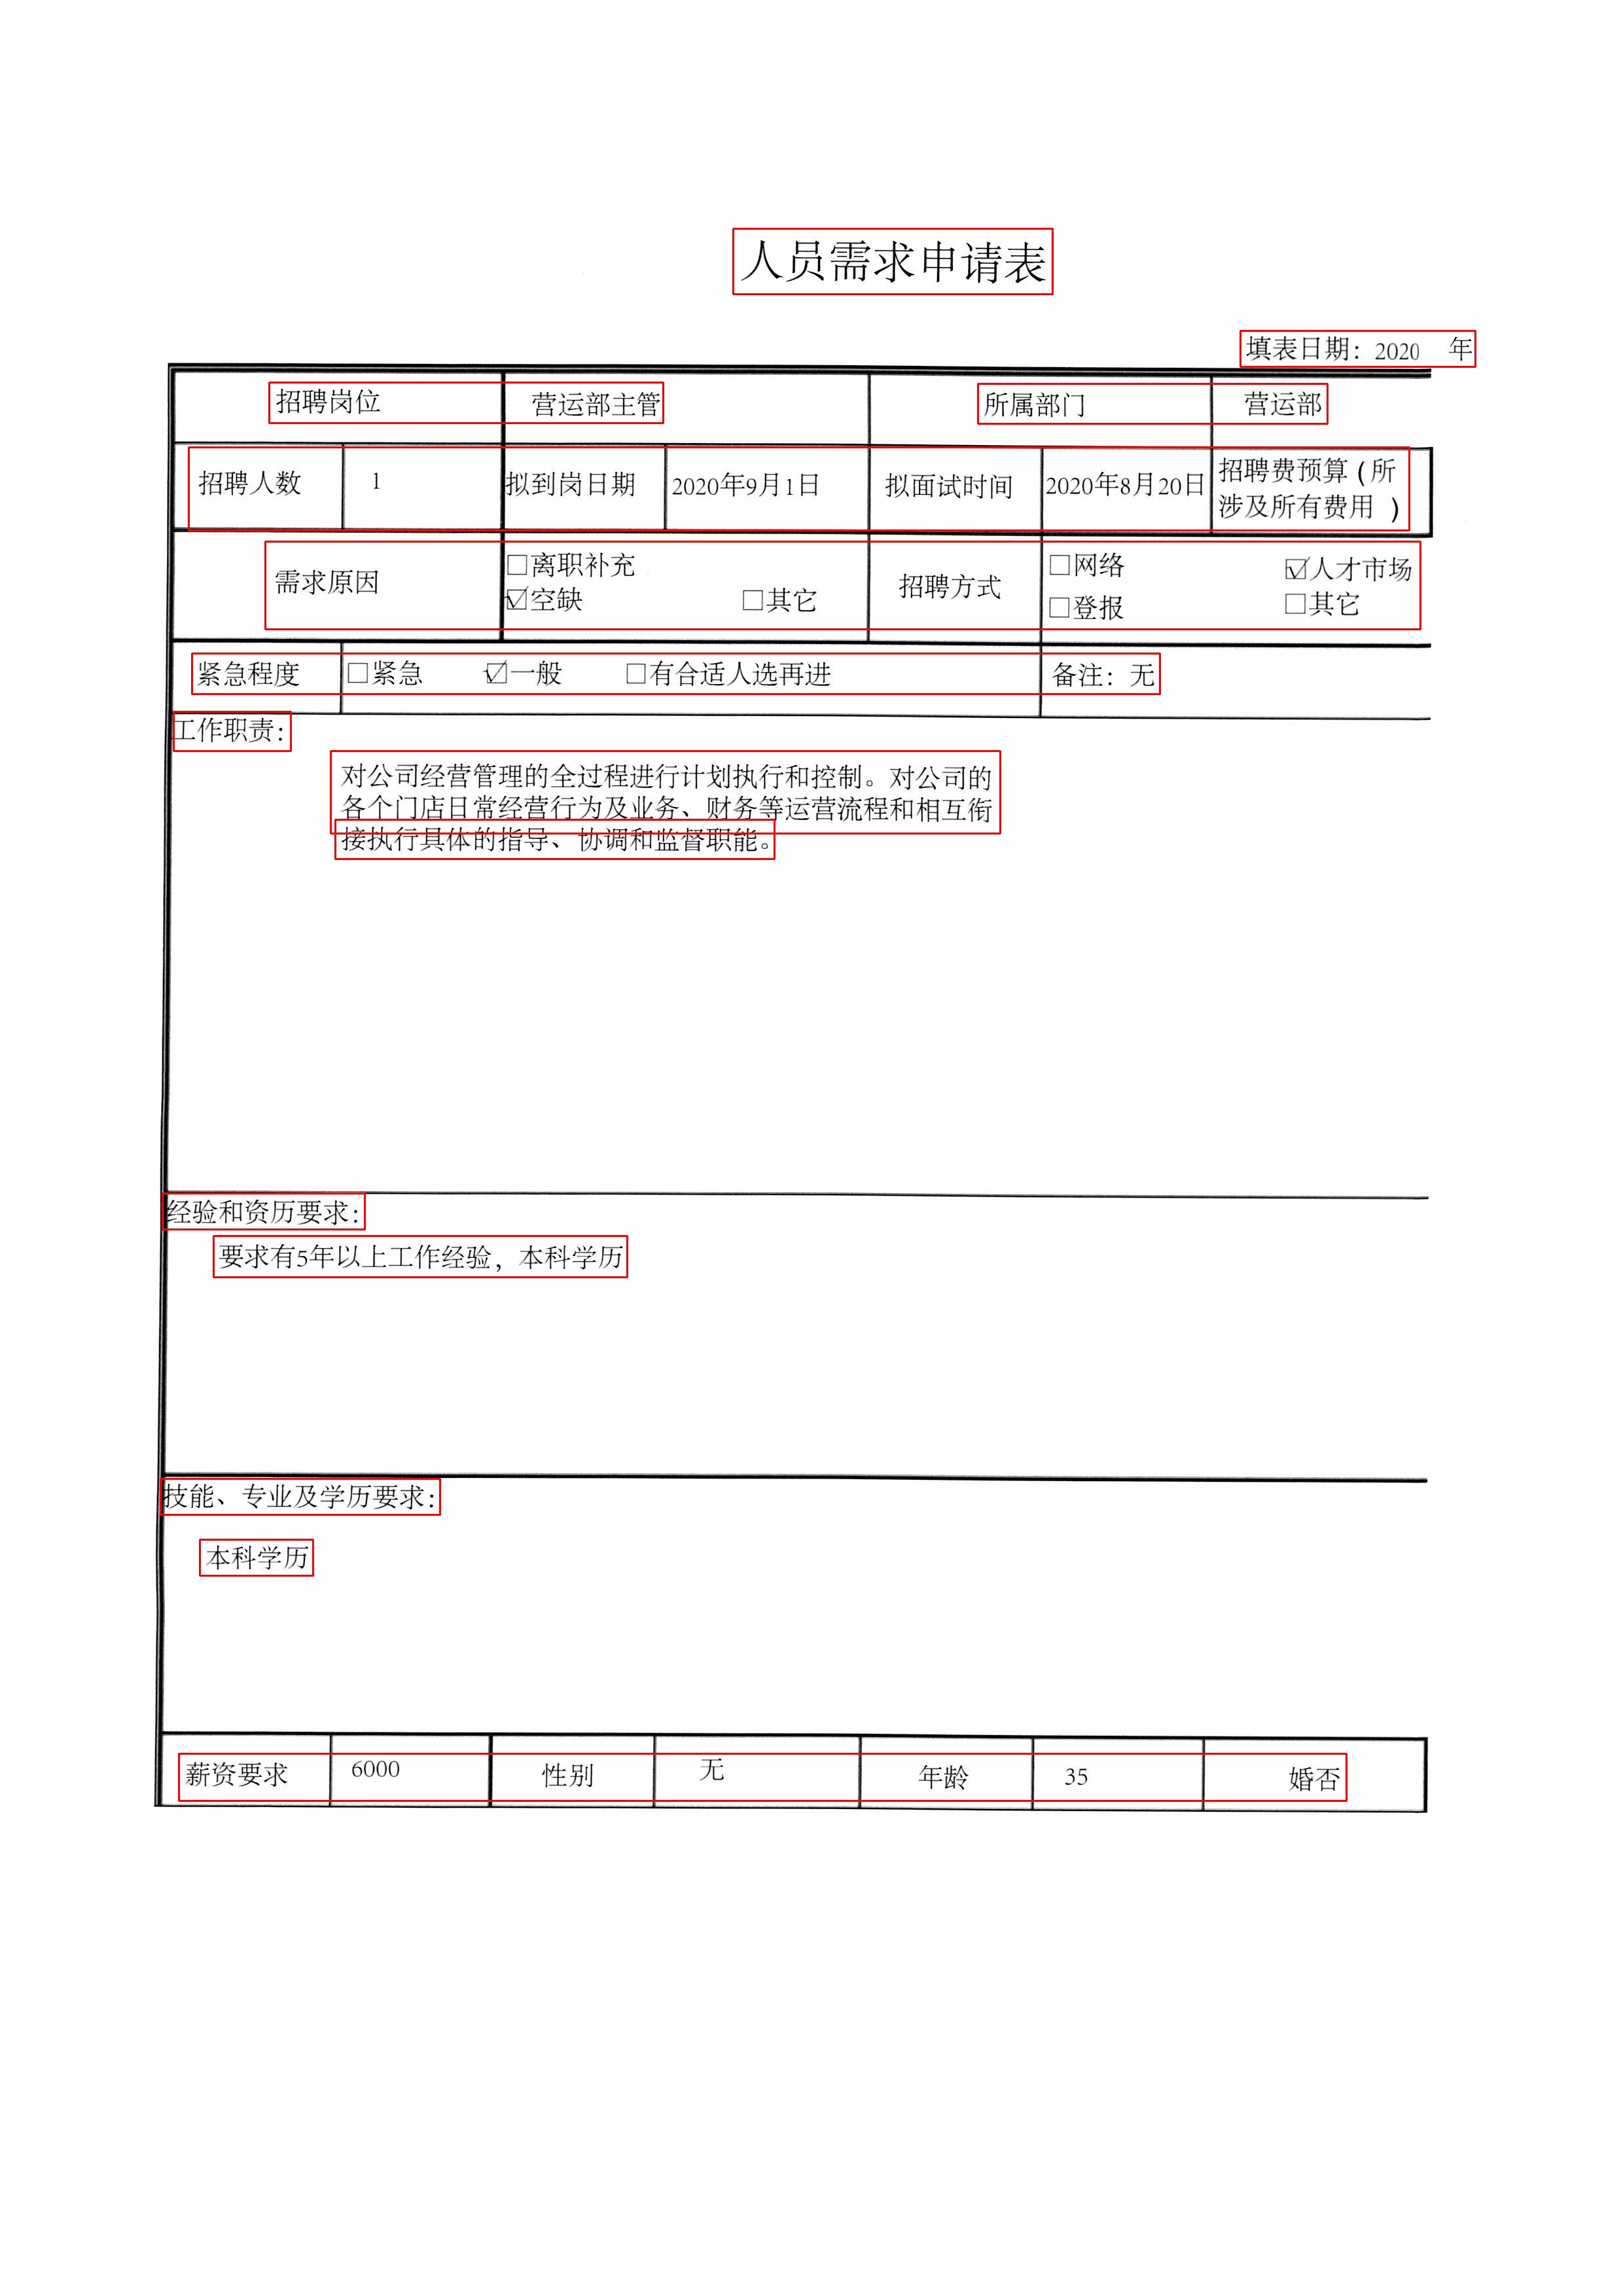 人员需求申请表
填表日期：2020 年
招聘岗位 营运部主管 所属部门 营运部
招聘人数 1 拟到岗日期 2020年9月1日 拟面试时间 2020年8月20日 招聘费预算(所
涉及所有费用 )
需求原因 □离职补充 招聘方式 □网络 ☑人才市场
☑空缺 □其它 □登报 □其它
紧急程度 □紧急 ☑一般 □有合适人选再进 备注：无
工作职责：
对公司经营管理的全过程进行计划执行和控制。对公司的
各个门店日常经营行为及业务、财务等运营流程和相互衔
接执行具体的指导、协调和监督职能。
经验和资历要求：
要求有5年以上工作经验，本科学历
技能、专业及学历要求：
本科学历
薪资要求 6000 性别 无 年龄 35 婚否